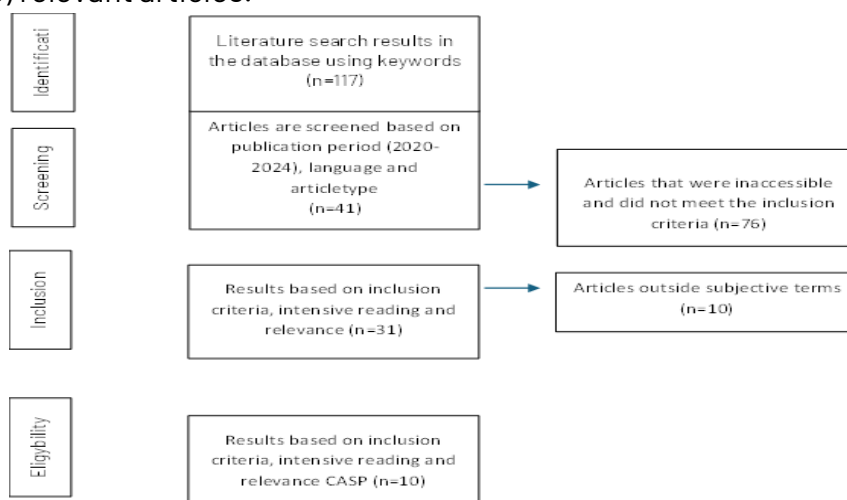 relevant articles.
Identificati
Literature search results in
the database using keywords
(n=117)
Screening
Articles are screened based on
publication period (2020-
2024), language and
articletype
(n=41)
Articles that were inaccessible
and did not meet the inclusion
criteria (n=76)
Inclusion
Results based on inclusion
criteria, intensive reading and
relevance (n=31)
Articles outside subjective terms
(n=10)
Eligybility
Results based on inclusion
criteria, intensive reading and
relevance CASP (n=10)